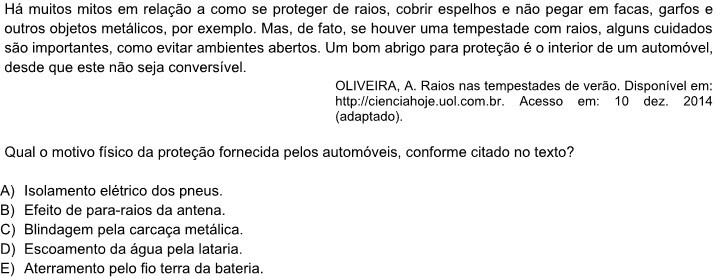 Há muitos mitos em relação a como se proteger de raios, cobrir espelhos e não pegar em facas, garfos e
outros objetos metálicos, por exemplo. Mas, de fato, se houver uma tempestade com raios, alguns cuidados
são importantes, como evitar ambientes abertos. Um bom abrigo para proteção é o interior de um automóvel,
desde que este não seja conversível.
OLIVEIRA, A. Raios nas tempestades de verão. Disponível em:
http://cienciahoje.uol.com.br. Acesso em: 10 dez. 2014
(adaptado).
Qual o motivo físico da proteção fornecida pelos automóveis, conforme citado no texto?
A) Isolamento elétrico dos pneus.
B) Efeito de para-raios da antena.
C) Blindagem pela carcaça metálica.
D) Escoamento da água pela lataria.
E) Aterramento pelo fio terra da bateria.